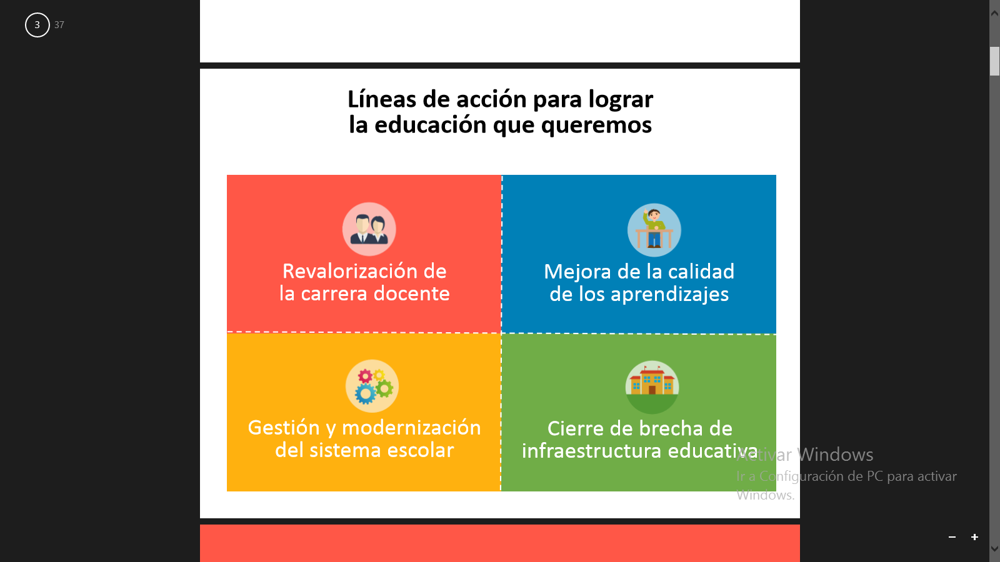 3 37
Líneas de acción para lograr
la educación que queremos
Revalorización de
la carrera docente
Mejora de la calidad
de los aprendizajes
Gestión y modernización
del sistema escolar
Cierre de brecha de
infraestructura educativa
Activar Windows
Ir a Configuración de PC para activar
Windows.